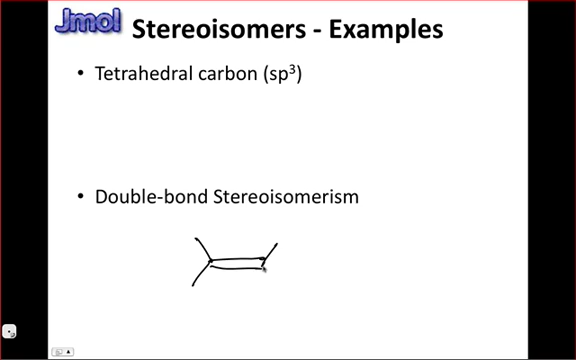 Jmol
Stereoisomers - Examples
• Tetrahedral carbon (sp³)
• Double-bond Stereoisomerism